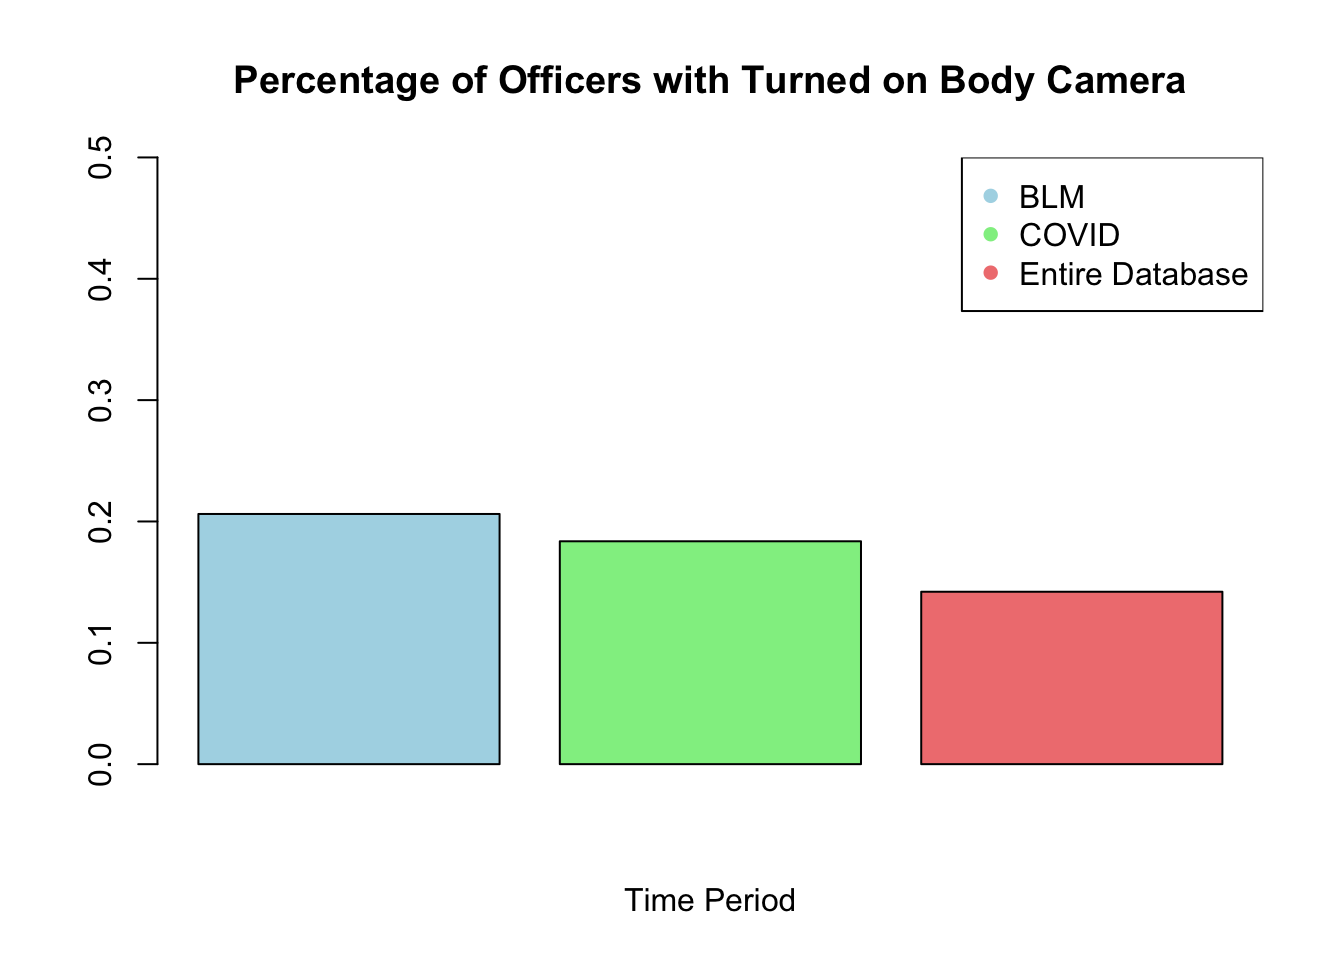 Percentage of Officers with Turned on Body Camera
0.5
0.4
0.3
0.2
0.1
0.0
BLM
COVID
Entire Database
Time Period